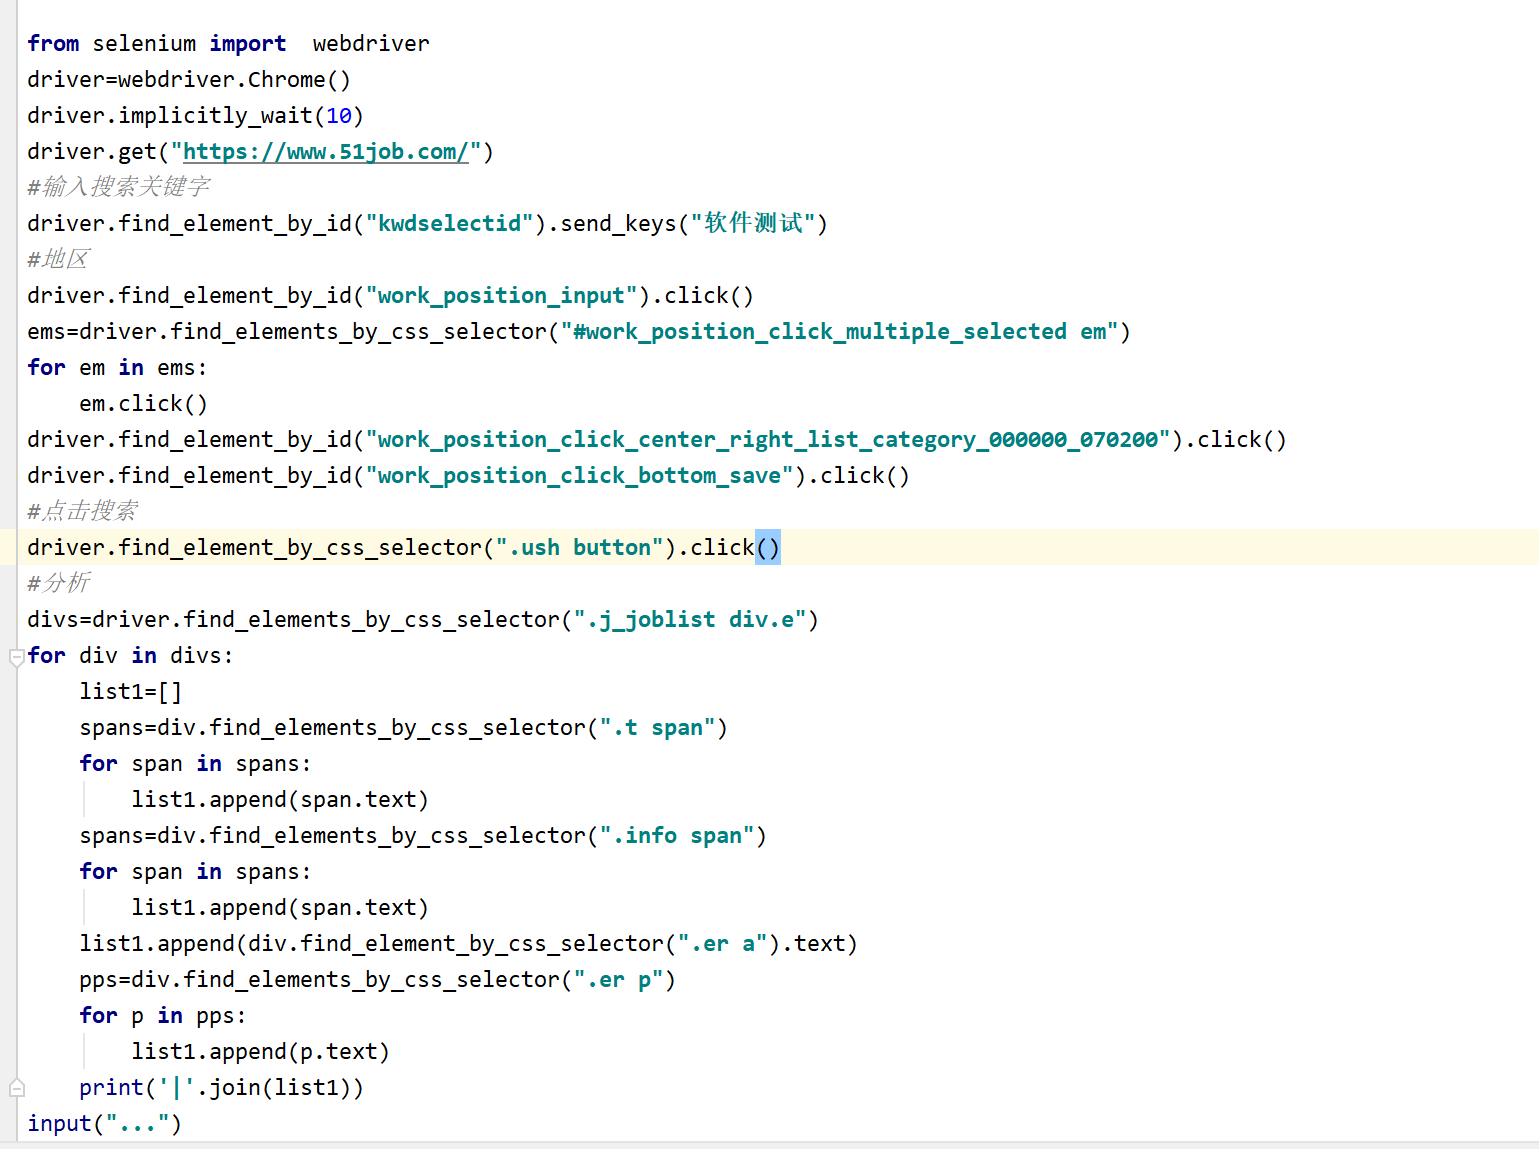 from selenium import  webdriver
driver=webdriver.Chrome()
driver.implicitly_wait(10)
driver.get("https://www.51job.com/")
#输入搜索关键字
driver.find_element_by_id("kwdselectid").send_keys("软件测试")
#地区
driver.find_element_by_id("work_position_input").click()
ems=driver.find_elements_by_css_selector("#work_position_click_multiple_selected em")
for em in ems:
    em.click()
driver.find_element_by_id("work_position_click_center_right_list_category_000000_070200").click()
driver.find_element_by_id("work_position_click_bottom_save").click()
#点击搜索
driver.find_element_by_css_selector(".ush button").click()
#分析
divs=driver.find_elements_by_css_selector(".j_joblist div.e")
for div in divs:
    list1=[]
    spans=div.find_elements_by_css_selector(".t span")
    for span in spans:
        list1.append(span.text)
    spans=div.find_elements_by_css_selector(".info span")
    for span in spans:
        list1.append(span.text)
    list1.append(div.find_element_by_css_selector(".er a").text)
    pps=div.find_elements_by_css_selector(".er p")
    for p in pps:
        list1.append(p.text)
    print('|'.join(list1))
input("...")